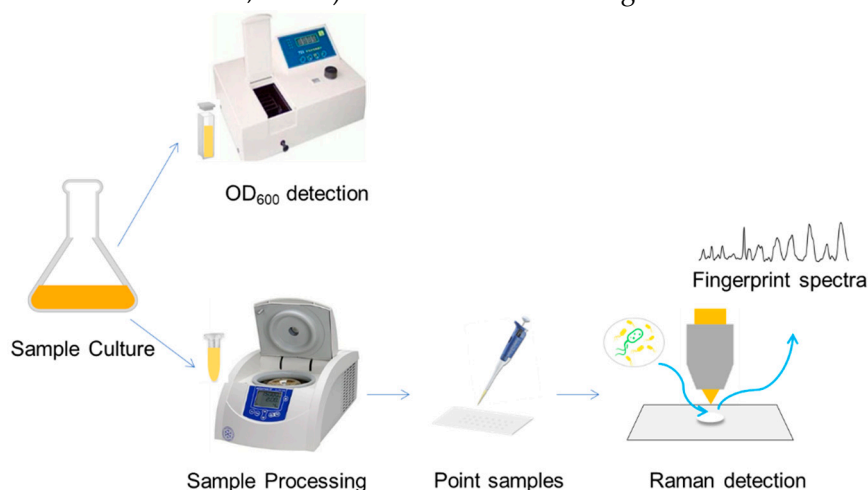 OD₆₀₀ detection
Fingerprint spectra
Sample Culture
Sample Processing
Point samples
Raman detection